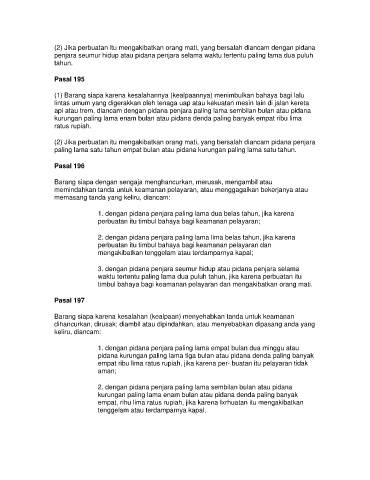 (2) Jika perbuatan itu mengakibatkan orang mati, yang bersalah diancam dengan pidana
penjara seumur hidup atau pidana penjara selama waktu tertentu paling lama dua puluh
tahun.
Pasal 195
(1) Barang siapa karena kesalahannya (kealpaannya) menimbulkan bahaya bagi lalu
lintas umum yang digerakkan oleh tenaga uap atau kekuatan mesin lain di jalan kereta
api atau trem, diancam dengan pidana penjara paling lama sembilan bulan atau pidana
kurungan paling lama enam bulan atau pidana denda paling banyak empat ribu lima
ratus rupiah.
(2) Jika perbuatan itu mengakibatkan orang mati, yang bersalah diancam pidana penjara
paling lama satu tahun empat bulan atau pidana kurungan paling lama satu tahun.
Pasal 196
Barang siapa dengan sengaja menghancurkan, merusak, mengambil atau
memindahkan tanda untuk keamanan pelayaran, atau menggagalkan bekerjanya atau
memasang tanda yang keliru, diancam:
1. dengan pidana penjara paling lama dua belas tahun, jika karena
perbuatan itu timbul bahaya bagi keamanan pelayaran;
2. dengan pidana penjara paling lama lima belas tahun, jika karena
perbuatan itu timbul bahaya bagi keamanan pelayaran dan
mengakibatkan tenggelam atau terdamparnya kapal;
3. dengan pidana penjara seumur hidup atau pidana penjara selama
waktu tertentu paling lama dua puluh tahun, jika karena perbuatan itu
timbul bahaya bagi keamanan pelayaran dan mengakibatkan orang mati.
Pasal 197
Barang siapa karena kesalahan (kealpaan) menyehabkan tanda untuk keamanan
dihancurkan, dirusak; diambil atau dipindahkan, atau menyebabkan dipasang anda yang
keliru, diancam:
1. dengan pidana penjara paling lama empat bulan dua minggu atau
pidana kurungan paling lama tiga bulan atau pidana denda paling banyak
empat ribu lima ratus rupiah, jika karena per- buatan itu pelayaran tidak
aman;
2. dengan pidana penjara paling lama sembilan bulan atau pidana
kurungan paling lama enam bulan atau pidana denda paling banyak
empat, rihu lima ratus rupiah, jika karena lkrhuatan itu mengakibatkan
tenggelam atau terdamparnya kapal,